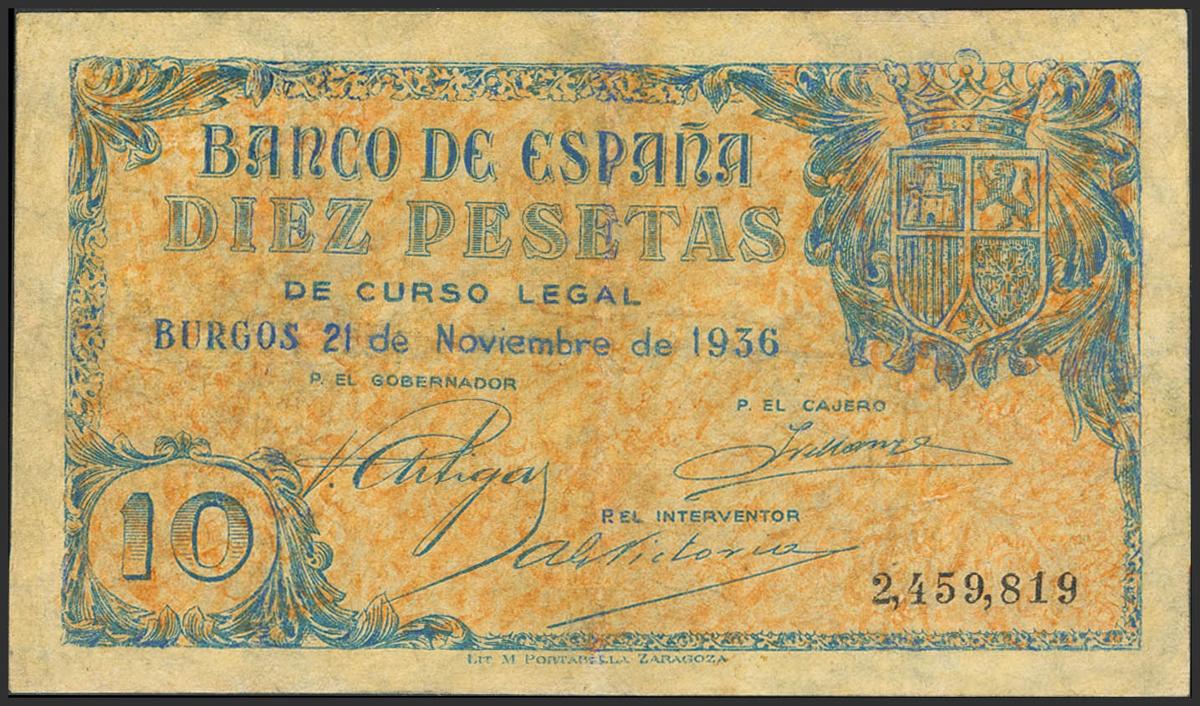 BANCO DE ESPAÑA
DIEZ PESETAS
DE CURSO LEGAL
BURGOS 21 de Noviembre de 1936
P. EL GOBERNADOR
P. EL CAJERO
V. Artigas
P. EL INTERVENTOR
10
2,459,819
LIT. M PORTABELLA ZARAGOZA